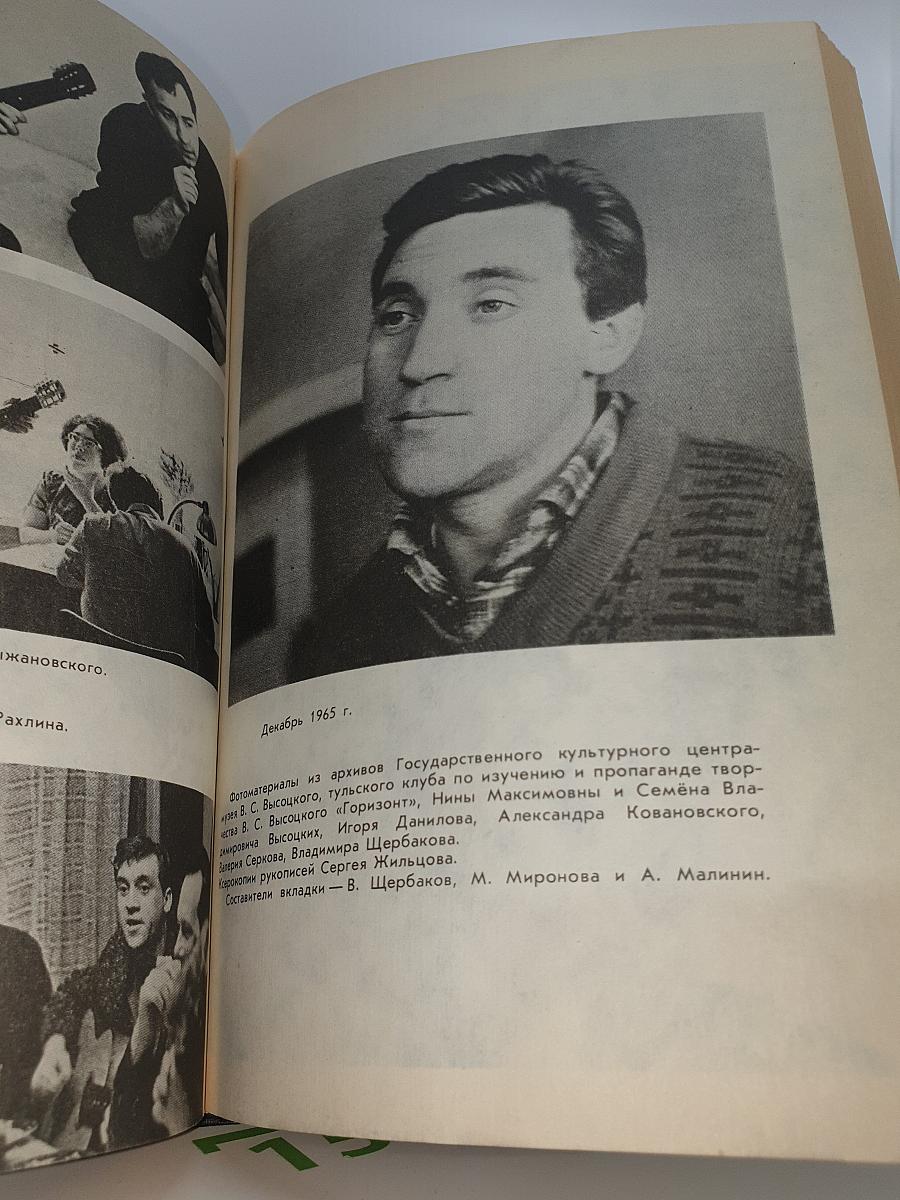 ыжановского.
Рахлина.
Декабрь 1965 г.
Фотоматериалы из архивов Государственного культурного центра-
музея В. С. Высоцкого, тульского клуба по изучению и пропаганде твор-
чества В. С. Высоцкого «Горизонт», Нины Максимовны и Семёна Вла-
димировича Высоцких, Игоря Данилова, Александра Ковановского,
Валерия Серкова, Владимира Щербакова.
Ксерокопии рукописей Сергея Жильцова.
Составители вкладки — В. Щербаков, М. Миронова и А. Малинин.